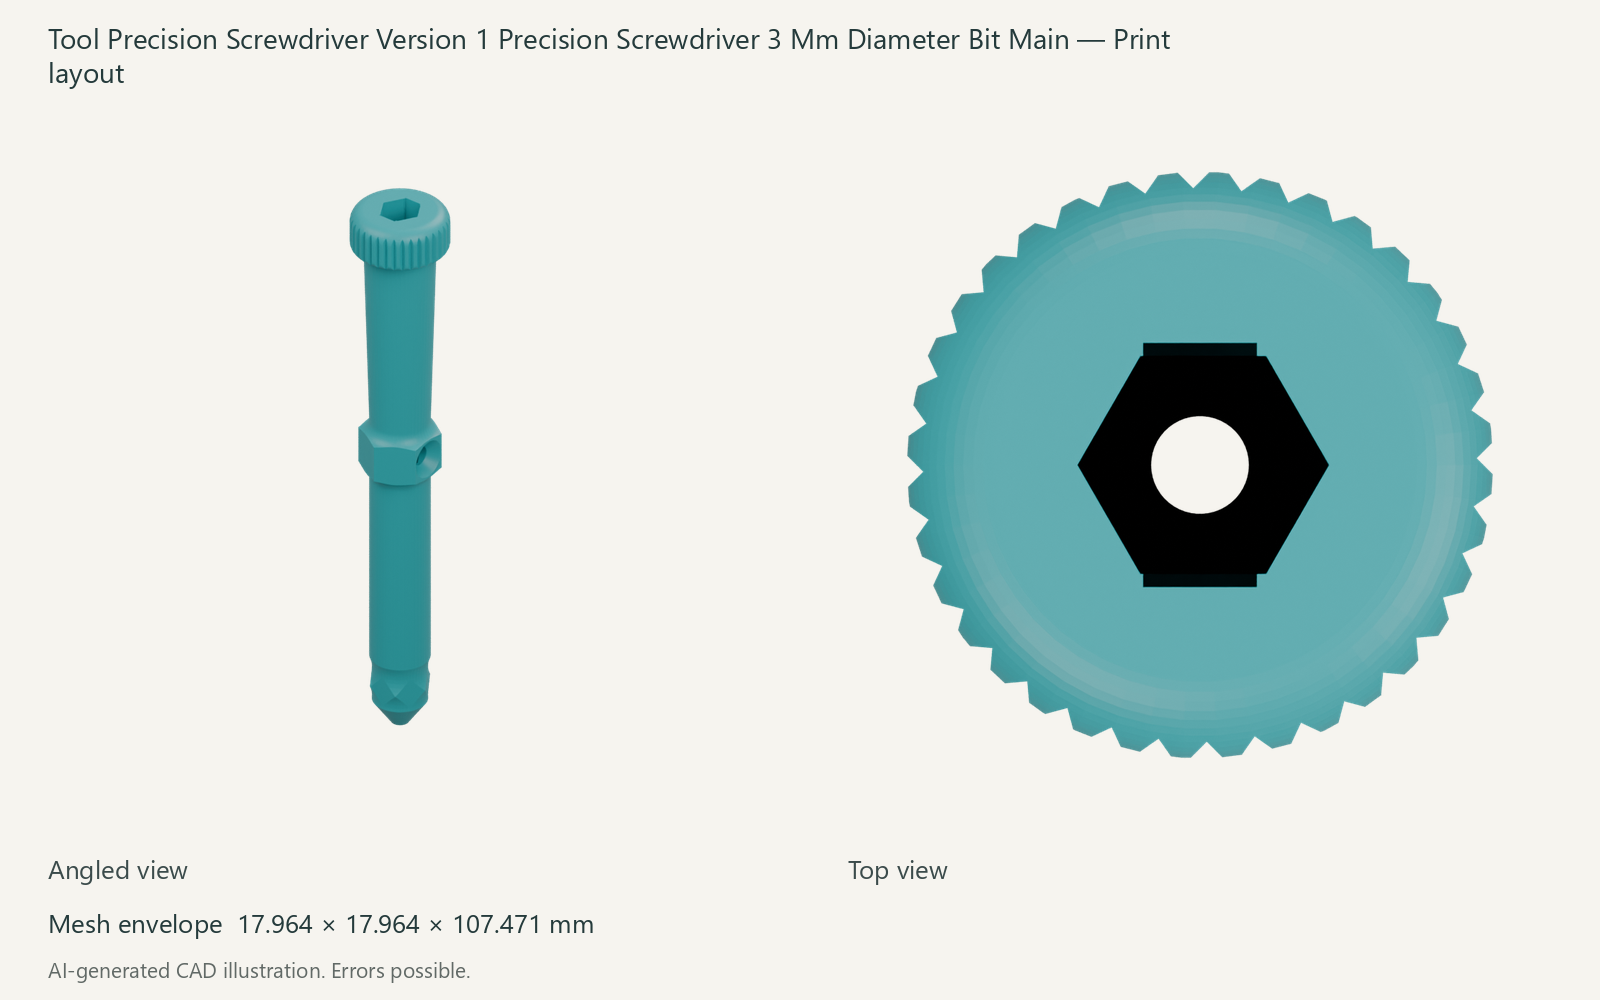 Tool Precision Screwdriver Version 1 Precision Screwdriver 3 Mm Diameter Bit Main — Print
layout
Angled view
Top view
Mesh envelope 17.964 × 17.964 × 107.471 mm
AI-generated CAD illustration. Errors possible.